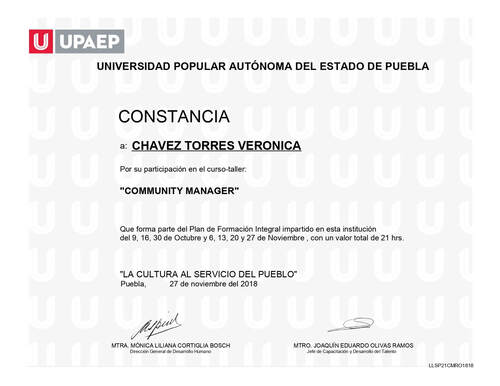 UPAEP
UNIVERSIDAD POPULAR AUTÓNOMA DEL ESTADO DE PUEBLA
CONSTANCIA
a: CHAVEZ TORRES VERONICA
Por su participación en el curso-taller:
"COMMUNITY MANAGER"
Que forma parte del Plan de Formación Integral impartido en esta institución
del 9, 16, 30 de Octubre y 6, 13, 20 y 27 de Noviembre , con un valor total de 21 hrs.
"LA CULTURA AL SERVICIO DEL PUEBLO"
Puebla, 27 de noviembre del 2018
MTRA. MÓNICA LILIANA CORTIGLIA BOSCH MTRO. JOAQUÍN EDUARDO OLIVAS RAMOS
Dirección General de Desarrollo Humano Jefe de Capacitación y Desarrollo del Talento
LLSP21CMRO1818